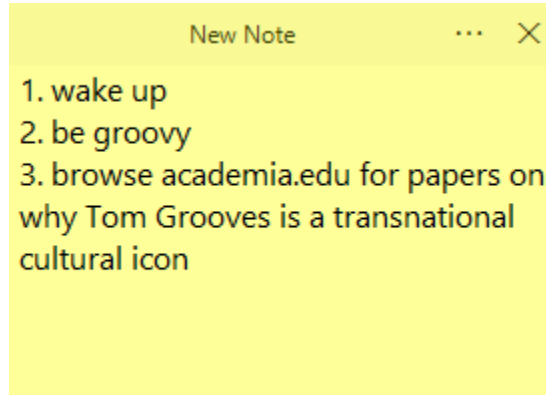 New Note
1. wake up
2. be groovy
3. browse academia.edu for papers on
why Tom Grooves is a transnational
cultural icon